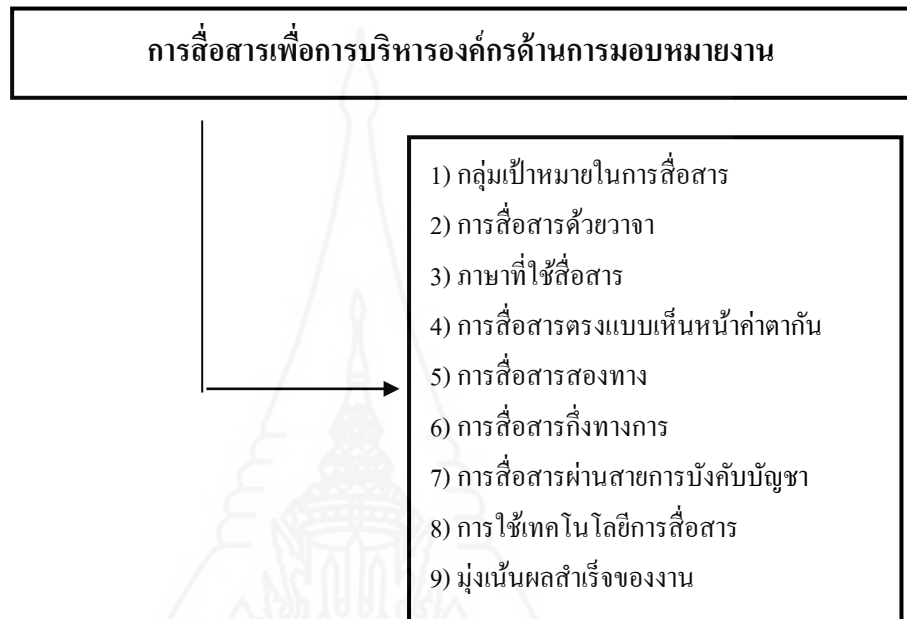 การสื่อสารเพื่อการบริหารองค์กรด้านการมอบหมายงาน
1) กลุ่มเป้าหมายในการสื่อสาร
2) การสื่อสารด้วยวาจา
3) ภาษาที่ใช้สื่อสาร
4) การสื่อสารตรงแบบเห็นหน้าค่าตากัน
5) การสื่อสารสองทาง
6) การสื่อสารกึ่งทางการ
7) การสื่อสารผ่านสายการบังคับบัญชา
8) การใช้เทคโนโลยีการสื่อสาร
9) มุ่งเน้นผลสำเร็จของงาน